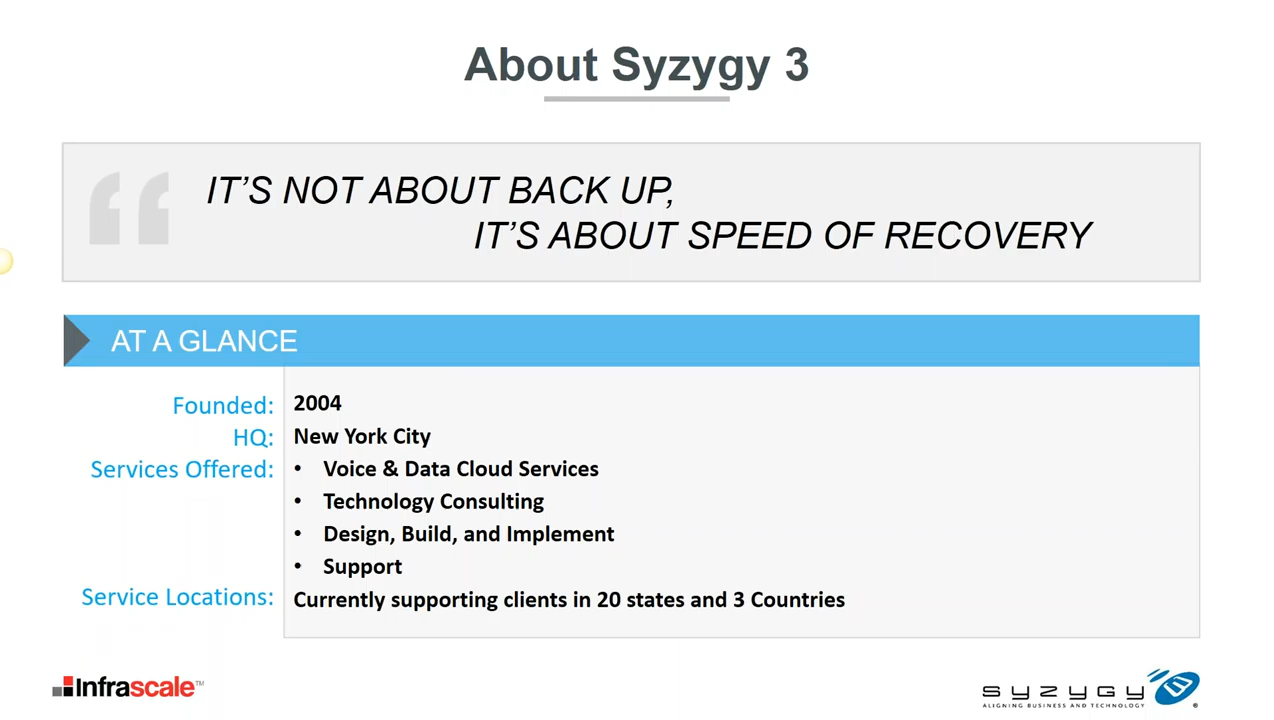 About Syzygy 3
IT’S NOT ABOUT BACK UP,
IT’S ABOUT SPEED OF RECOVERY
AT A GLANCE
Founded: 2004
HQ: New York City
Services Offered: • Voice & Data Cloud Services
• Technology Consulting
• Design, Build, and Implement
• Support
Service Locations: Currently supporting clients in 20 states and 3 Countries
Infrascale™
SYZYGY 3 ®
ALIGNING BUSINESS AND TECHNOLOGY